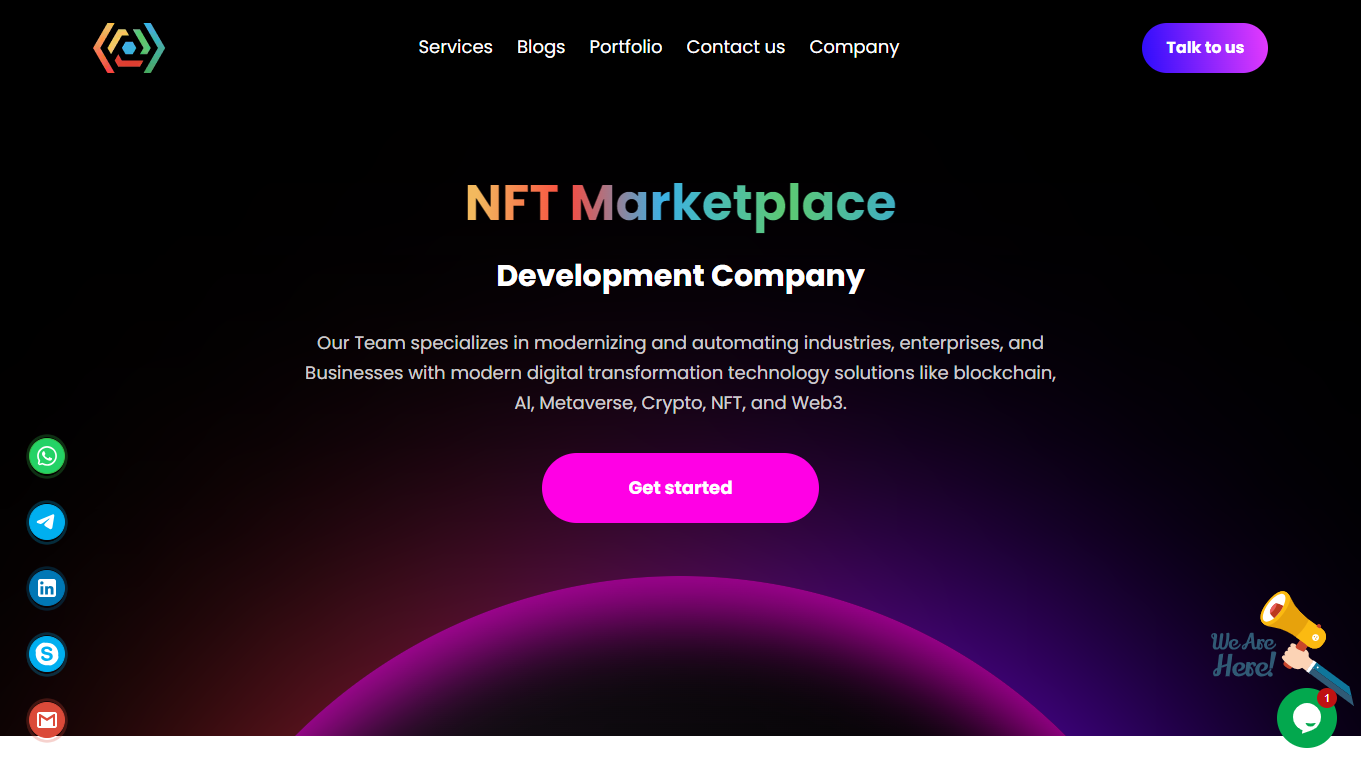 Services Blogs Portfolio Contact us Company
Talk to us
NFT Marketplace
Development Company
Our Team specializes in modernizing and automating industries, enterprises, and
Businesses with modern digital transformation technology solutions like blockchain,
AI, Metaverse, Crypto, NFT, and Web3.
Get started
We Are
Here!
1